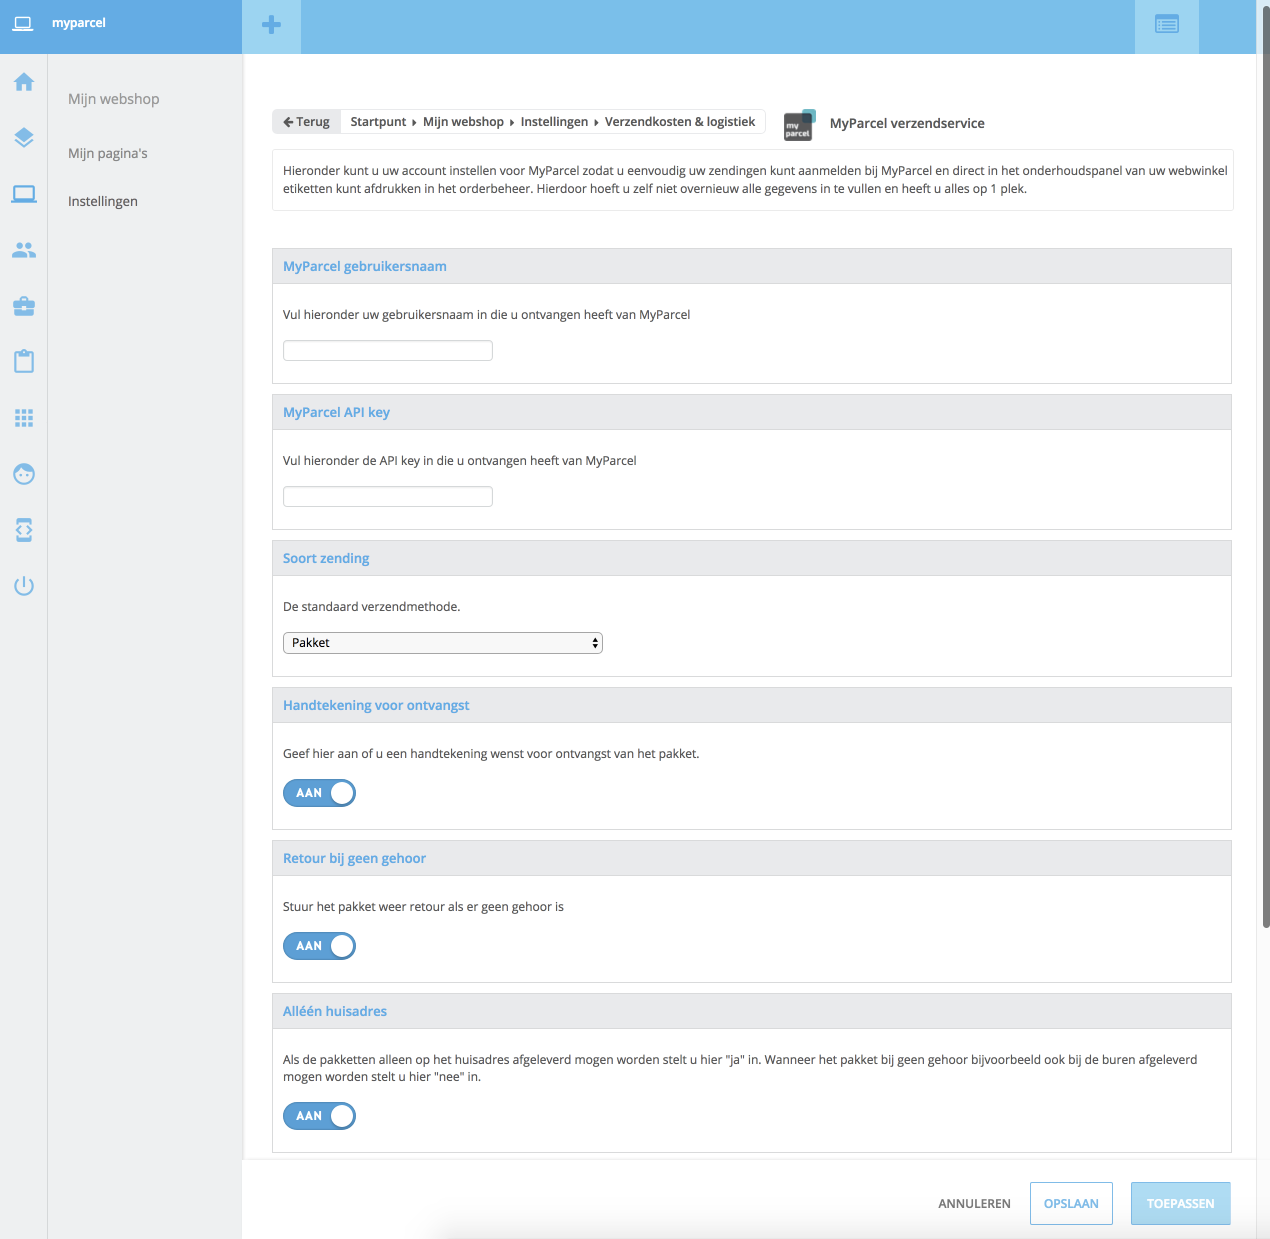 myparcel
Mijn webshop
Mijn pagina's
Instellingen
Terug Startpunt Mijn webshop Instellingen Verzendkosten & logistiek
my
parcel
MyParcel verzendservice
Hieronder kunt u uw account instellen voor MyParcel zodat u eenvoudig uw zendingen kunt aanmelden bij MyParcel en direct in het onderhoudspanel van uw webwinkel
etiketten kunt afdrukken in het orderbeheer. Hierdoor hoeft u zelf niet overnieuw alle gegevens in te vullen en heeft u alles op 1 plek.
MyParcel gebruikersnaam
Vul hieronder uw gebruikersnaam in die u ontvangen heeft van MyParcel
MyParcel API key
Vul hieronder de API key in die u ontvangen heeft van MyParcel
Soort zending
De standaard verzendmethode.
Pakket
Handtekening voor ontvangst
Geef hier aan of u een handtekening wenst voor ontvangst van het pakket.
AAN
Retour bij geen gehoor
Stuur het pakket weer retour als er geen gehoor is
AAN
Alléén huisadres
Als de pakketten alleen op het huisadres afgeleverd mogen worden stelt u hier "ja" in. Wanneer het pakket bij geen gehoor bijvoorbeeld ook bij de buren afgeleverd
mogen worden stelt u hier "nee" in.
AAN
ANNULEREN OPSLAAN TOEPASSEN